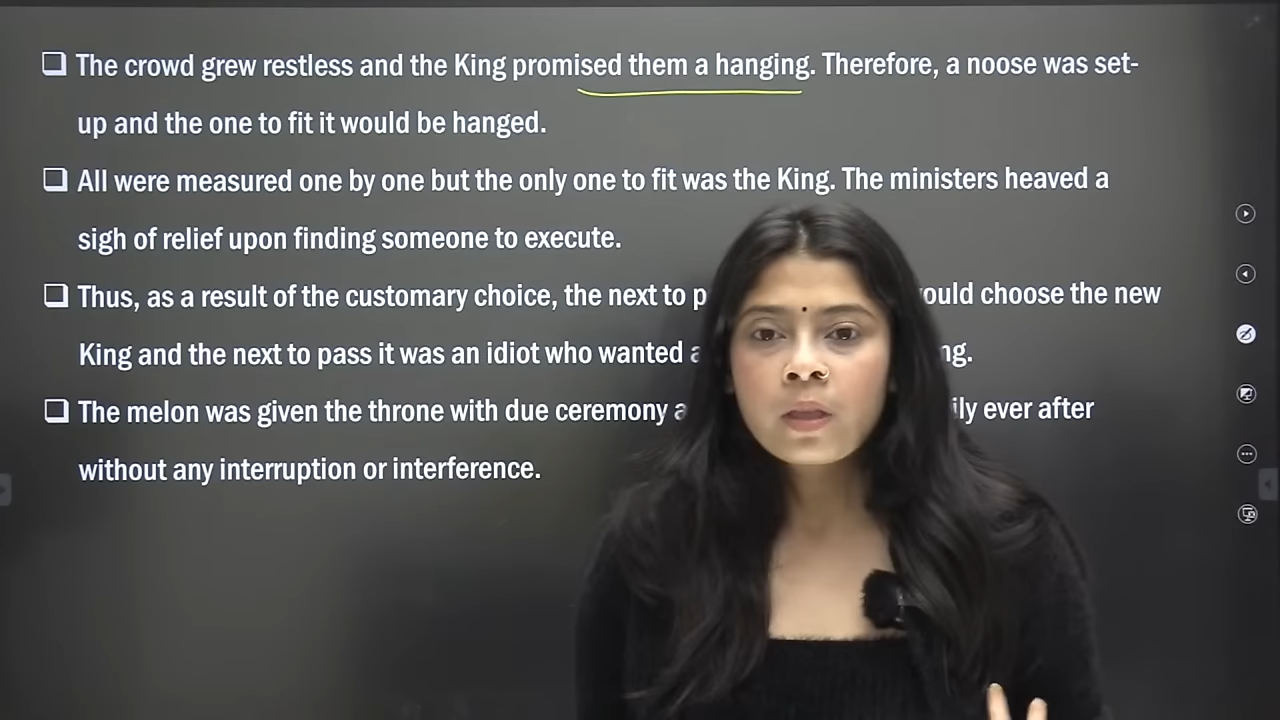 The crowd grew restless and the King promised them a hanging. Therefore, a noose was set-
up and the one to fit it would be hanged.
All were measured one by one but the only one to fit was the King. The ministers heaved a
sigh of relief upon finding someone to execute.
Thus, as a result of the customary choice, the next to would choose the new
King and the next to pass it was an idiot who wanted
The melon was given the throne with due ceremony ever after
without any interruption or interference.